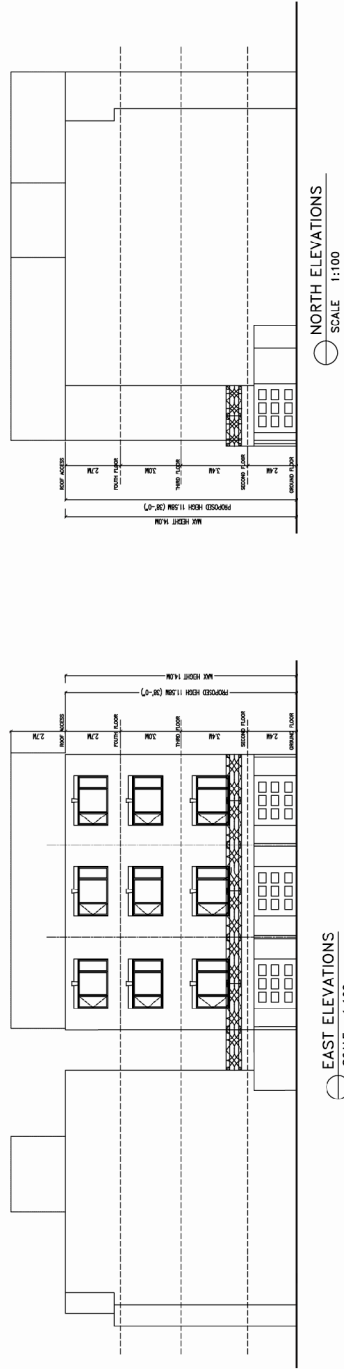 ROOF ACCESS
2.7M
FOUTH FLOOR
3.0M
THIRD FLOOR
3.4M
SECOND FLOOR
2.4M
GROUND FLOOR
PROPOSED HEIGH 11.58M (38'-0")
MAX HEIGHT 14.0M
NORTH ELEVATIONS
SCALE 1:100
2.7M
ROOF ACCESS
2.7M
FOUTH FLOOR
3.0M
THIRD FLOOR
3.4M
SECOND FLOOR
2.4M
GROUND FLOOR
PROPOSED HEIGH 11.58M (38'-0")
MAX HEIGHT 14.0M
EAST ELEVATIONS